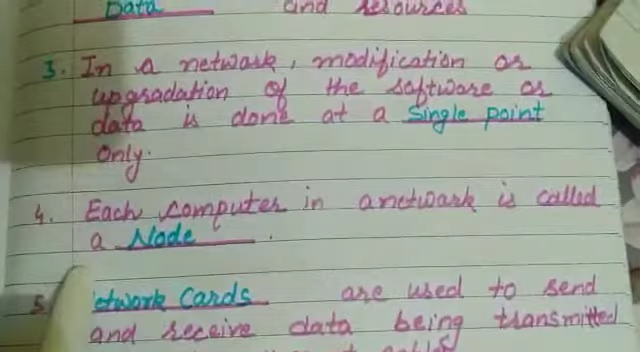 Data and resources
3. In a network, modification or
upgradation of the software or
data is done at a Single point
only.
4. Each computer in a network is called
a Node.
5. etwork Cards are used to send
and receive data being transmitted